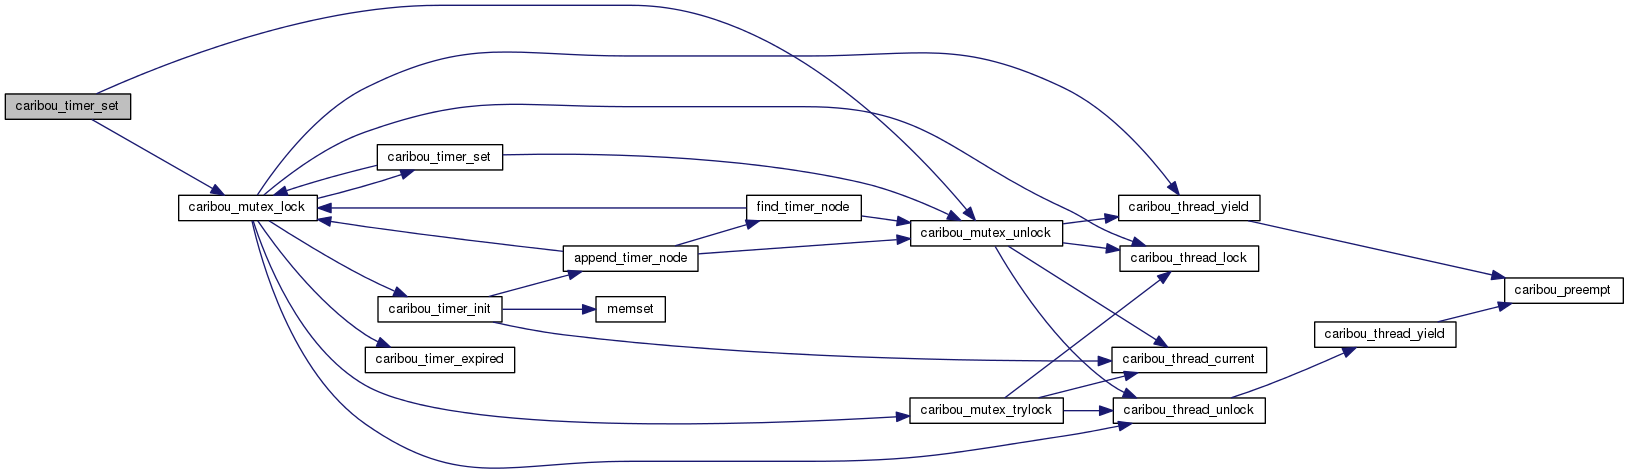 caribou_timer_set
caribou_mutex_lock
caribou_timer_set
caribou_timer_init
caribou_timer_expired
append_timer_node
memset
find_timer_node
caribou_mutex_unlock
caribou_mutex_trylock
caribou_thread_yield
caribou_thread_lock
caribou_thread_current
caribou_thread_unlock
caribou_thread_yield
caribou_preempt